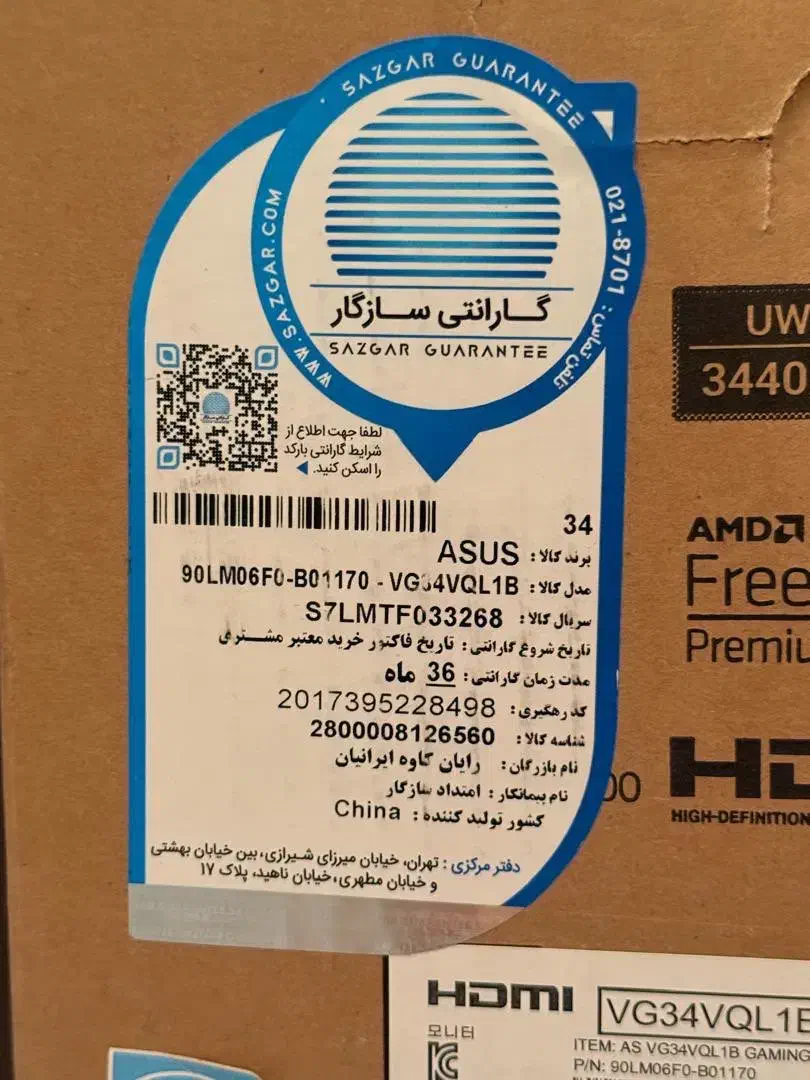 SAZGAR GUARANTEE
WWW.SAZGAR.COM
تلفن تماس: 021-8701
گارانتی سازگار
SAZGAR GUARANTEE
لطفا جهت اطلاع از
شرایط گارانتی بارکد
را اسکن کنید.
34
برند کالا: ASUS
مدل کالا: 90LM06F0-B01170 - VG34VQL1B
سریال کالا: S7LMTF033268
تاریخ شروع گارانتی: تاریخ فاکتور خرید معتبر مشتری
مدت زمان گارانتی: 36 ماه
کد رهگیری: 2017395228498
شناسه کالا: 2800008126560
نام بازرگان: رایان کاوه ایرانیان
نام پیمانکار: امتداد سازگار
کشور تولید کننده: China
دفتر مرکزی: تهران، خیابان میرزای شیرازی، بین خیابان بهشتی
و خیابان مطهری، خیابان ناهید، پلاک ۱۷
UW
3440
AMD
Free
Premiu
00
HD
HIGH-DEFINITION
HDMI
VG34VQL1B
모니터
ITEM: AS VG34VQL1B GAMING
P/N: 90LM06F0-B01170